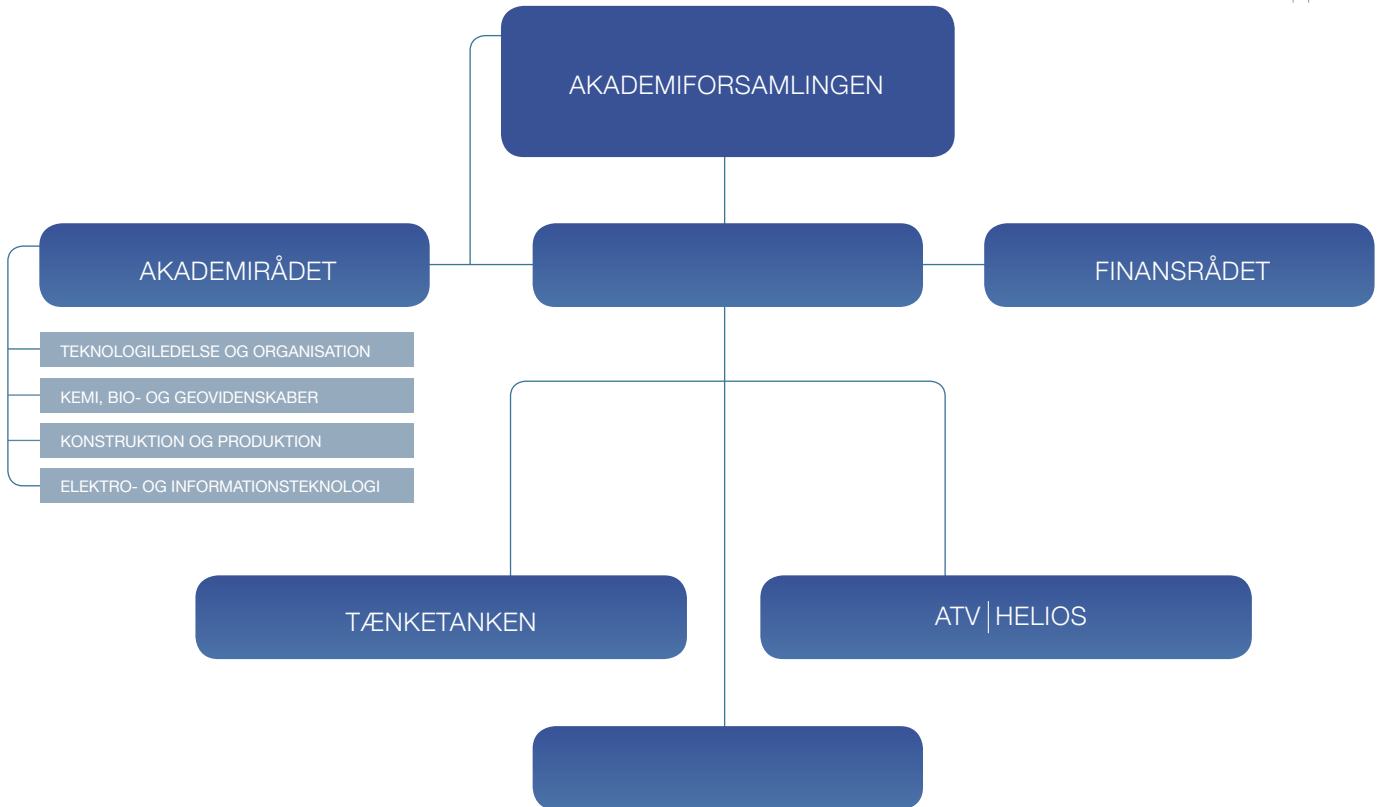 AKADEMIFORSAMLINGEN
AKADEMIRÅDET
FINANSRÅDET
TEKNOLOGILEDELSE OG ORGANISATION
KEMI, BIO- OG GEOVIDENSKABER
KONSTRUKTION OG PRODUKTION
ELEKTRO- OG INFORMATIONSTEKNOLOGI
TÆNKETANKEN
ATV|HELIOS